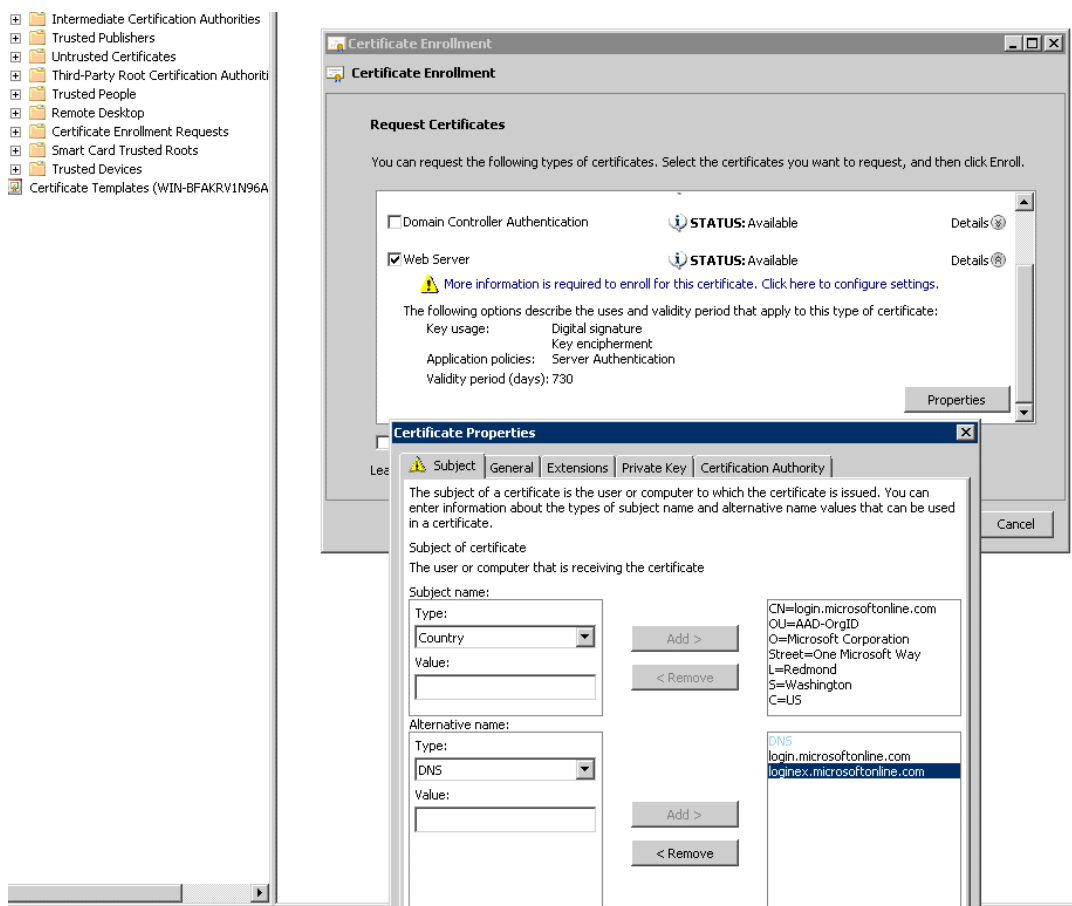 Intermediate Certification Authorities
Trusted Publishers
Untrusted Certificates
Third-Party Root Certification Authoriti
Trusted People
Remote Desktop
Certificate Enrollment Requests
Smart Card Trusted Roots
Trusted Devices
Certificate Templates (WIN-BFAKRV1N96A
Certificate Enrollment
Certificate Enrollment
Request Certificates
You can request the following types of certificates. Select the certificates you want to request, and then click Enroll.
Domain Controller Authentication STATUS: Available Details
Web Server STATUS: Available Details
More information is required to enroll for this certificate. Click here to configure settings.
The following options describe the uses and validity period that apply to this type of certificate:
Key usage: Digital signature
Key encipherment
Application policies: Server Authentication
Validity period (days): 730
Properties
Lea
Cancel
Certificate Properties
Subject General Extensions Private Key Certification Authority
The subject of a certificate is the user or computer to which the certificate is issued. You can
enter information about the types of subject name and alternative name values that can be used
in a certificate.
Subject of certificate
The user or computer that is receiving the certificate
Subject name:
Type:
Country
Value:
Add >
< Remove
CN=login.microsoftonline.com
OU=AAD-OrgID
O=Microsoft Corporation
Street=One Microsoft Way
L=Redmond
S=Washington
C=US
Alternative name:
Type:
DNS
Value:
Add >
< Remove
DNS
login.microsoftonline.com
loginex.microsoftonline.com